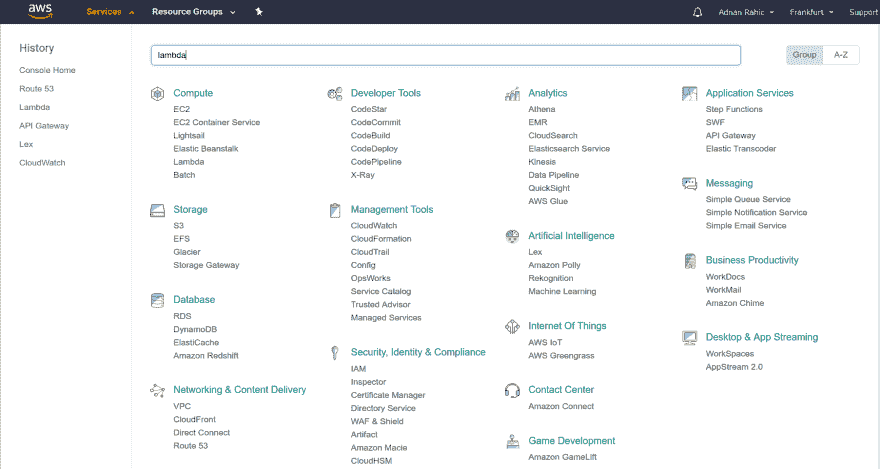 aws
Services
Resource Groups
Adnan Rahic
Frankfurt
Support
History
Console Home
Route 53
Lambda
API Gateway
Lex
CloudWatch
lambda
Group
A-Z
Compute
EC2
EC2 Container Service
Lightsail
Elastic Beanstalk
Lambda
Batch
Storage
S3
EFS
Glacier
Storage Gateway
Database
RDS
DynamoDB
ElastiCache
Amazon Redshift
Networking & Content Delivery
VPC
CloudFront
Direct Connect
Route 53
Developer Tools
CodeStar
CodeCommit
CodeBuild
CodeDeploy
CodePipeline
X-Ray
Management Tools
CloudWatch
CloudFormation
CloudTrail
Config
OpsWorks
Service Catalog
Trusted Advisor
Managed Services
Security, Identity & Compliance
IAM
Inspector
Certificate Manager
Directory Service
WAF & Shield
Artifact
Amazon Macie
CloudHSM
Analytics
Athena
EMR
CloudSearch
Elasticsearch Service
Kinesis
Data Pipeline
QuickSight
AWS Glue
Artificial Intelligence
Lex
Amazon Polly
Rekognition
Machine Learning
Internet Of Things
AWS IoT
AWS Greengrass
Contact Center
Amazon Connect
Game Development
Amazon GameLift
Application Services
Step Functions
SWF
API Gateway
Elastic Transcoder
Messaging
Simple Queue Service
Simple Notification Service
Simple Email Service
Business Productivity
WorkDocs
WorkMail
Amazon Chime
Desktop & App Streaming
WorkSpaces
AppStream 2.0